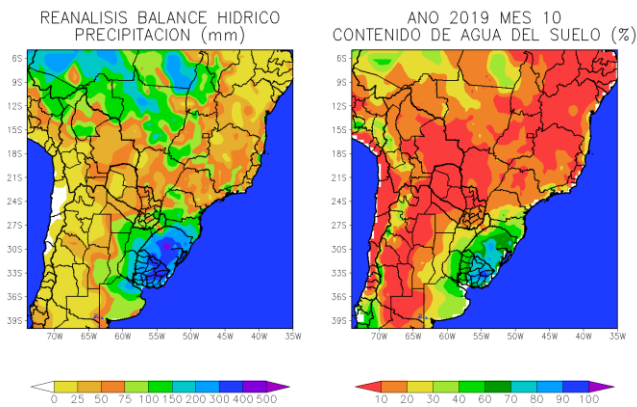 REANALISIS BALANCE HIDRICO
PRECIPITACION (mm)
ANO 2019 MES 10
CONTENIDO DE AGUA DEL SUELO (%)
6S
9S
12S
15S
18S
21S
24S
27S
30S
33S
36S
39S
70W 65W 60W 55W 50W 45W 40W 35W
0 25 50 75 100 150 200 300 400 500
6S
9S
12S
15S
18S
21S
24S
27S
30S
33S
36S
39S
70W 65W 60W 55W 50W 45W 40W 35W
10 20 30 40 60 70 80 90 100